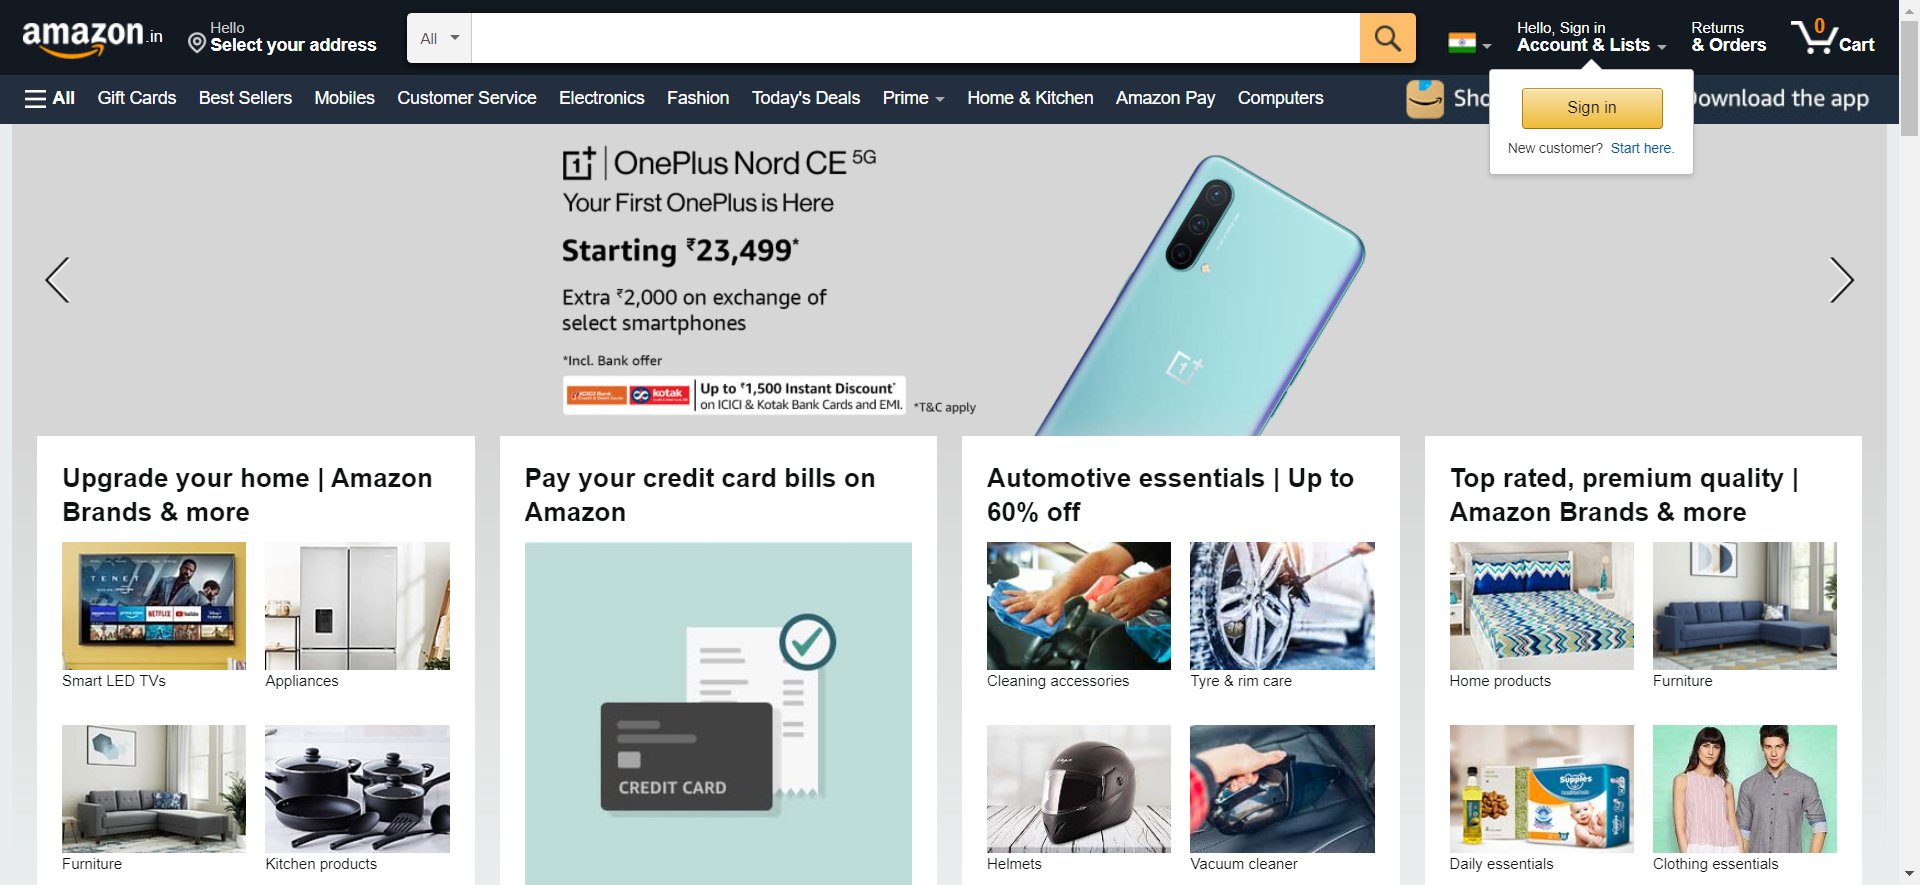 amazon.in
Hello
Select your address
All
Hello, Sign in
Account & Lists
Returns
& Orders
0
Cart
All
Gift Cards
Best Sellers
Mobiles
Customer Service
Electronics
Fashion
Today's Deals
Prime
Home & Kitchen
Amazon Pay
Computers
Sho
ownload the app
Sign in
New customer? Start here.
1+ | OnePlus Nord CE 5G
Your First OnePlus is Here
Starting ₹23,499*
Extra ₹2,000 on exchange of
select smartphones
*Incl. Bank offer
ICICI Bank
kotak
Up to ₹1,500 Instant Discount*
on ICICI & Kotak Bank Cards and EMI.
*T&C apply
Upgrade your home | Amazon
Brands & more
TENET
NETFLIX
Smart LED TVs
Appliances
Furniture
Kitchen products
Pay your credit card bills on
Amazon
CREDIT CARD
Automotive essentials | Up to
60% off
Cleaning accessories
Tyre & rim care
Helmets
Vacuum cleaner
Top rated, premium quality |
Amazon Brands & more
Home products
Furniture
Supples
Daily essentials
Clothing essentials